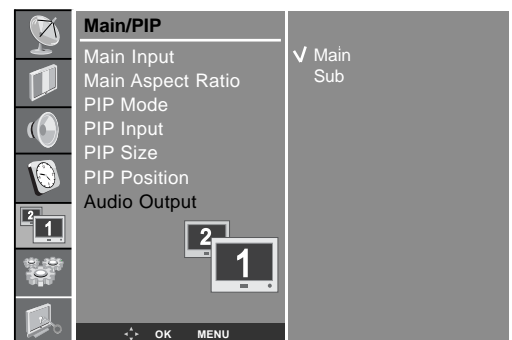 Main/PIP
Main Input
Main Aspect Ratio
PIP Mode
PIP Input
PIP Size
PIP Position
Audio Output
√ Main
Sub
2
1
2
1
OK MENU